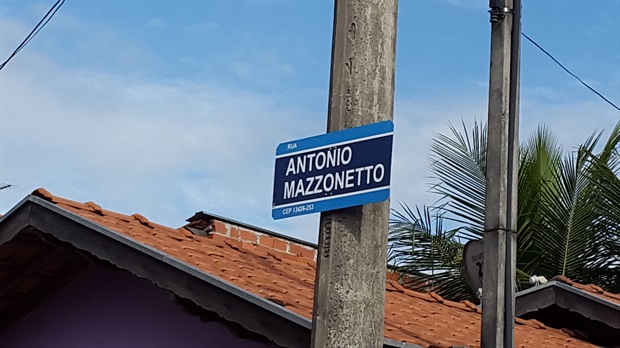 RUA
ANTONIO
MAZZONETTO
CEP 13426-253